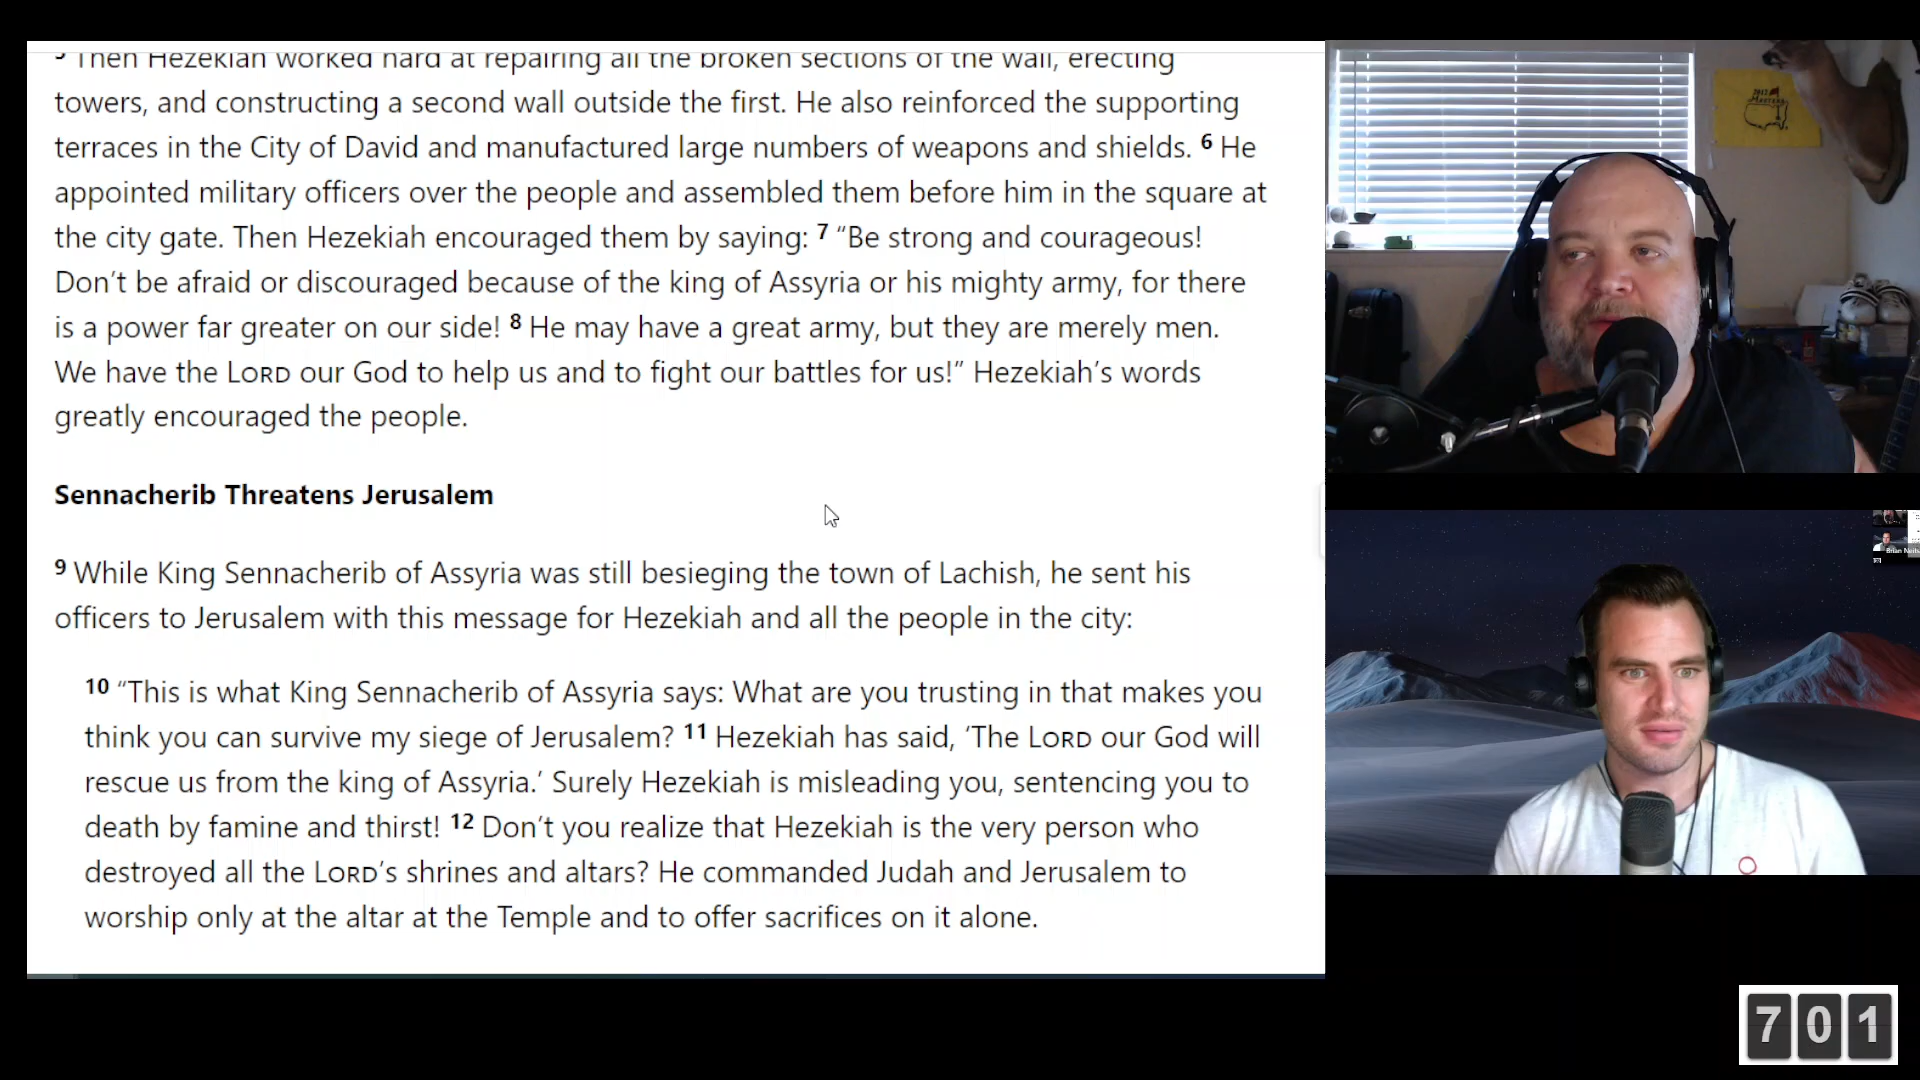 5 Then Hezekiah worked hard at repairing all the broken sections of the wall, erecting
towers, and constructing a second wall outside the first. He also reinforced the supporting
terraces in the City of David and manufactured large numbers of weapons and shields. 6 He
appointed military officers over the people and assembled them before him in the square at
the city gate. Then Hezekiah encouraged them by saying: 7 “Be strong and courageous!
Don’t be afraid or discouraged because of the king of Assyria or his mighty army, for there
is a power far greater on our side! 8 He may have a great army, but they are merely men.
We have the LORD our God to help us and to fight our battles for us!” Hezekiah’s words
greatly encouraged the people.
Sennacherib Threatens Jerusalem
9 While King Sennacherib of Assyria was still besieging the town of Lachish, he sent his
officers to Jerusalem with this message for Hezekiah and all the people in the city:
10 “This is what King Sennacherib of Assyria says: What are you trusting in that makes you
think you can survive my siege of Jerusalem? 11 Hezekiah has said, ‘The LORD our God will
rescue us from the king of Assyria.’ Surely Hezekiah is misleading you, sentencing you to
death by famine and thirst! 12 Don’t you realize that Hezekiah is the very person who
destroyed all the LORD’s shrines and altars? He commanded Judah and Jerusalem to
worship only at the altar at the Temple and to offer sacrifices on it alone.
Masters
Brian
701